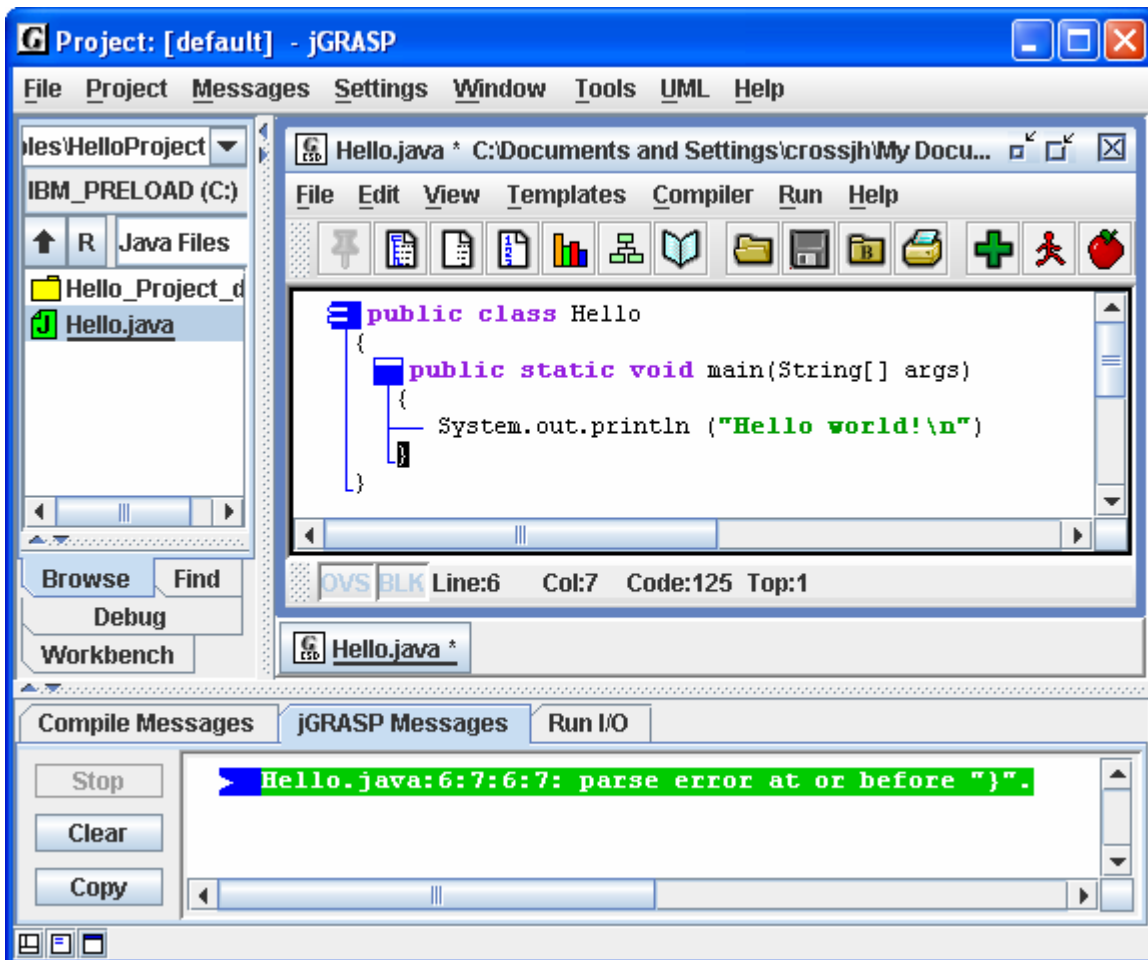 Project: [default] - jGRASP
File Project Messages Settings Window Tools UML Help
les\HelloProject
IBM_PRELOAD (C:)
R Java Files
Hello_Project_d
Hello.java
Hello.java * C:\Documents and Settings\crossjh\My Docu...
File Edit View Templates Compiler Run Help
public class Hello
{
public static void main(String[] args)
{
System.out.println ("Hello world!\n")
}
}
OVS BLK Line:6 Col:7 Code:125 Top:1
Browse Find
Debug
Workbench
Hello.java *
Compile Messages jGRASP Messages Run I/O
Stop
Clear
Copy
> Hello.java:6:7:6:7: parse error at or before "}".